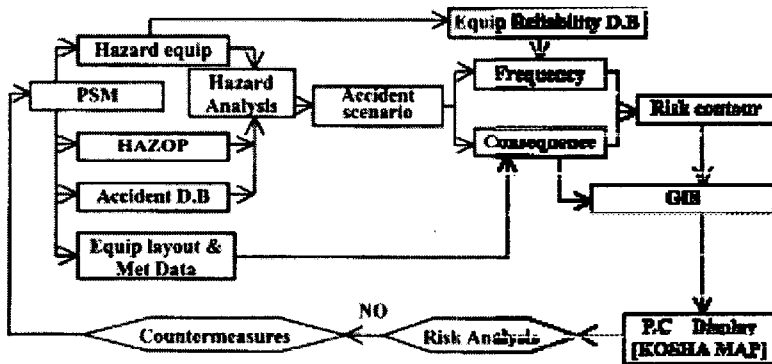 Equip Reliability D.B
Hazard equip
Hazard
Analysis
Frequency
PSM
Accident
scenario
Risk contour
HAZOP
Consequence
Accident D.B
GIS
Equip layout &
Met Data
NO
Countermeasures
Risk Analysis
P.C Display
[KOSHA MAP]